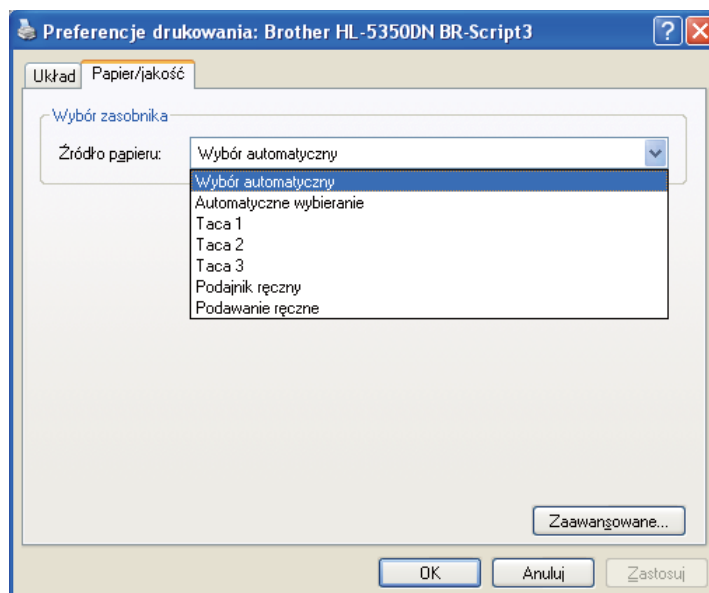 Preferencje drukowania: Brother HL-5350DN BR-Script3
Układ Papier/jakość
Wybór zasobnika
Źródło papieru: Wybór automatyczny
Wybór automatyczny
Automatyczne wybieranie
Taca 1
Taca 2
Taca 3
Podajnik ręczny
Podawanie ręczne
Zaawansowane...
OK Anuluj Zastosuj